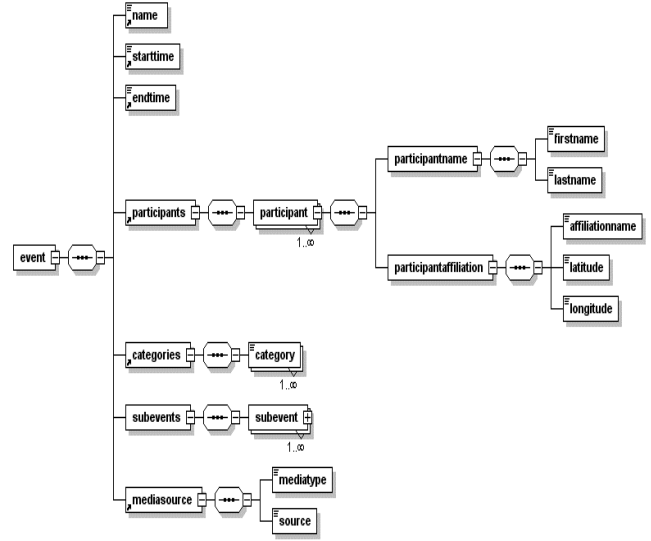 name
starttime
endtime
participantname
firstname
lastname
participants
participant
1..∞
event
participantaffiliation
affiliationname
latitude
longitude
categories
category
1..∞
subevents
subevent
1..∞
mediasource
mediatype
source